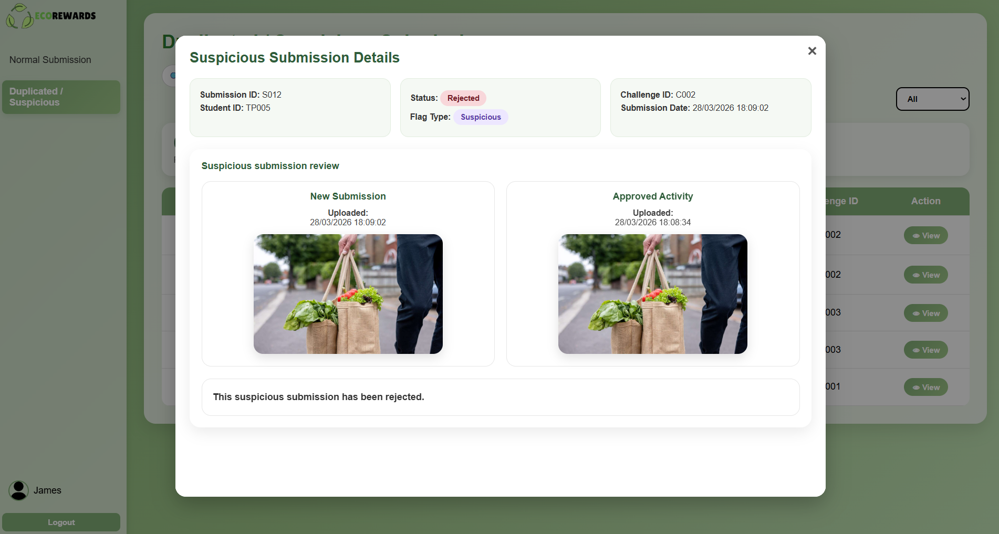 ECOREWARDS
Normal Submission
Duplicated /
Suspicious
James
Logout
Suspicious Submission Details
Submission ID: S012
Student ID: TP005
Status: Rejected
Flag Type: Suspicious
Challenge ID: C002
Submission Date: 28/03/2026 18:09:02
Suspicious submission review
New Submission
Uploaded:
28/03/2026 18:09:02
Approved Activity
Uploaded:
28/03/2026 18:08:34
This suspicious submission has been rejected.
All
enge ID Action
002 View
002 View
003 View
003 View
001 View